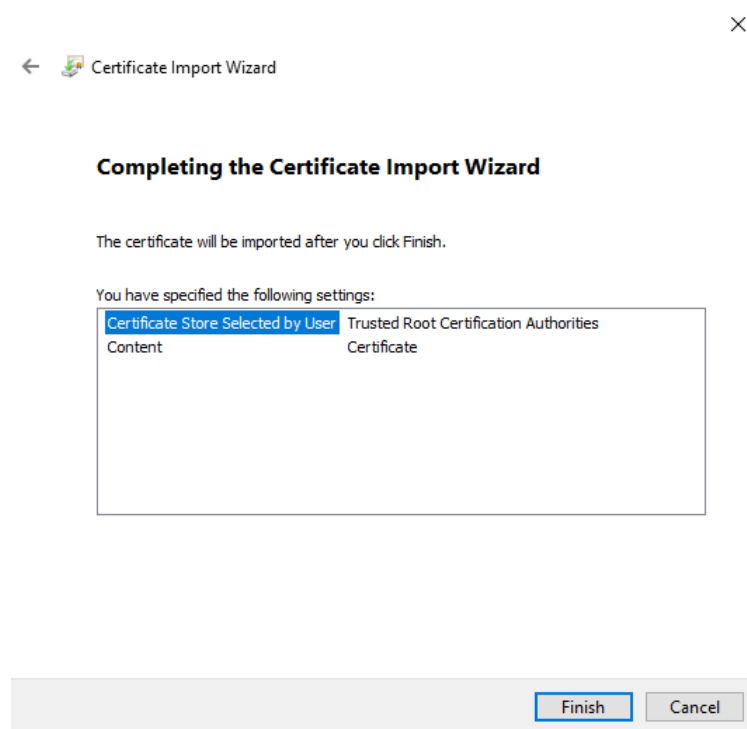 Certificate Import Wizard
Completing the Certificate Import Wizard
The certificate will be imported after you click Finish.
You have specified the following settings:
Certificate Store Selected by User Trusted Root Certification Authorities
Content Certificate
Finish Cancel